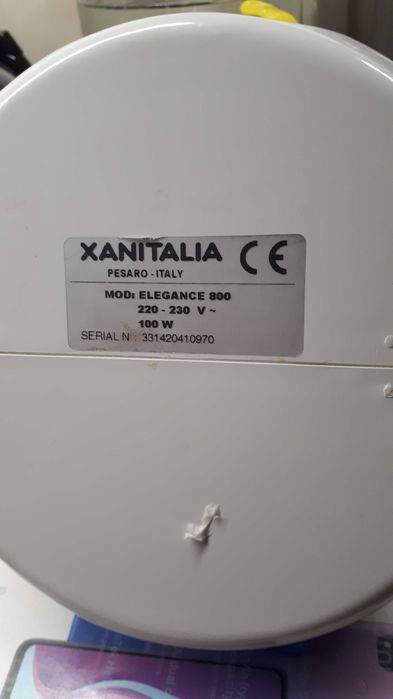 XANITALIA CE
PESARO - ITALY
MOD: ELEGANCE 800
220 - 230 V ~
100 W
SERIAL N : 331420410970